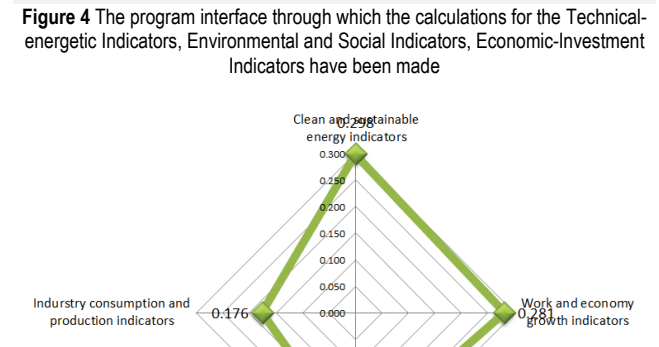 Figure 4 The program interface through which the calculations for the Technical-
energetic Indicators, Environmental and Social Indicators, Economic-Investment
Indicators have been made
Clean and sustainable
0.298
energy indicators
0.300
0.250
0.200
0.150
0.100
0.050
0.000
Indurstry consumption and
production indicators
0.176
Work and economy
0.281
growth indicators